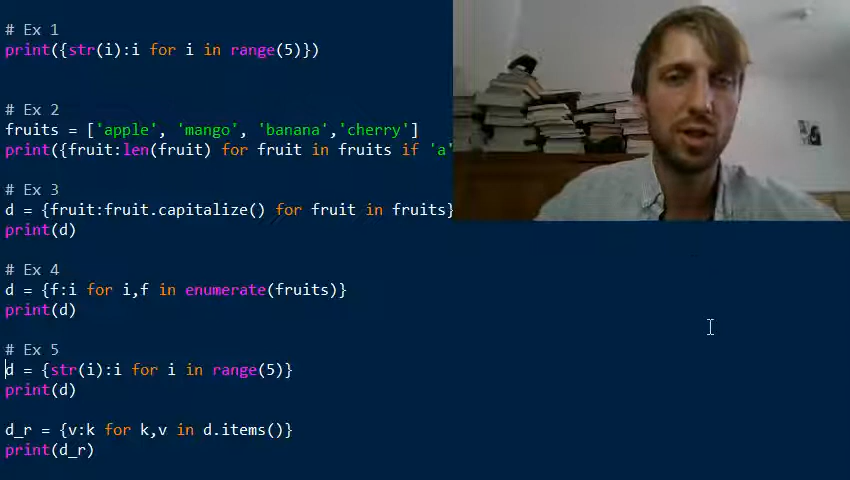 # Ex 1
print({str(i):i for i in range(5)})
# Ex 2
fruits = ['apple', 'mango', 'banana','cherry']
print({fruit:len(fruit) for fruit in fruits if 'a'
# Ex 3
d = {fruit:fruit.capitalize() for fruit in fruits}
print(d)
# Ex 4
d = {f:i for i,f in enumerate(fruits)}
print(d)
# Ex 5
d = {str(i):i for i in range(5)}
print(d)
d_r = {v:k for k,v in d.items()}
print(d_r)